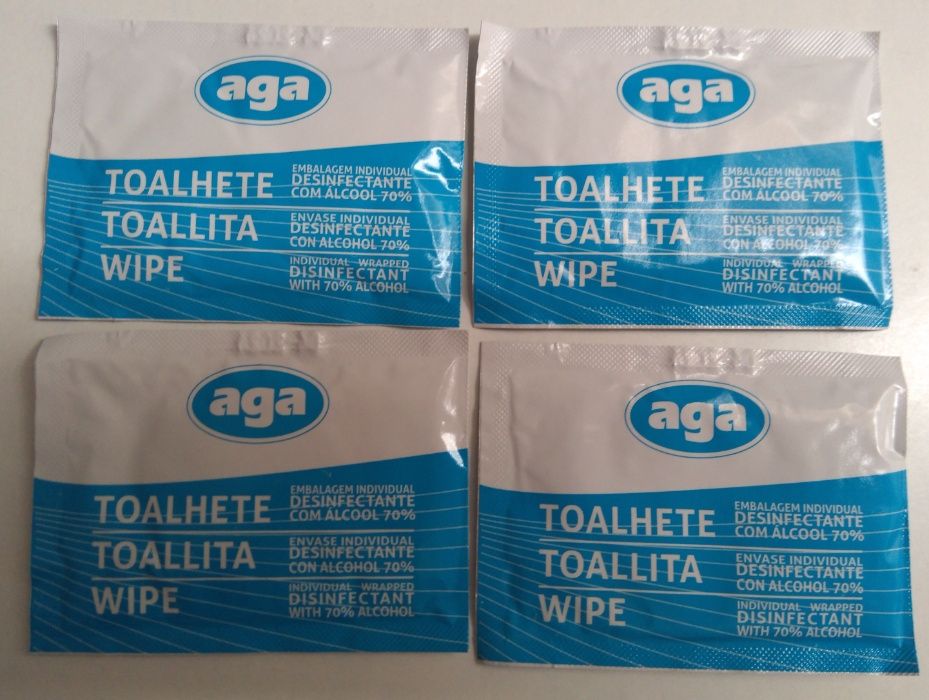 aga
TOALHETE
EMBALAGEM INDIVIDUAL
DESINFECTANTE
COM ÁLCOOL 70%
TOALLITA
ENVASE INDIVIDUAL
DESINFECTANTE
CON ALCOHOL 70%
WIPE
INDIVIDUAL WRAPPED
DISINFECTANT
WITH 70% ALCOHOL
aga
TOALHETE
EMBALAGEM INDIVIDUAL
DESINFECTANTE
COM ÁLCOOL 70%
TOALLITA
ENVASE INDIVIDUAL
DESINFECTANTE
CON ALCOHOL 70%
WIPE
INDIVIDUAL WRAPPED
DISINFECTANT
WITH 70% ALCOHOL
aga
TOALHETE
EMBALAGEM INDIVIDUAL
DESINFECTANTE
COM ÁLCOOL 70%
TOALLITA
ENVASE INDIVIDUAL
DESINFECTANTE
CON ALCOHOL 70%
WIPE
INDIVIDUAL WRAPPED
DISINFECTANT
WITH 70% ALCOHOL
aga
TOALHETE
EMBALAGEM INDIVIDUAL
DESINFECTANTE
COM ÁLCOOL 70%
TOALLITA
ENVASE INDIVIDUAL
DESINFECTANTE
CON ALCOHOL 70%
WIPE
INDIVIDUAL WRAPPED
DISINFECTANT
WITH 70% ALCOHOL